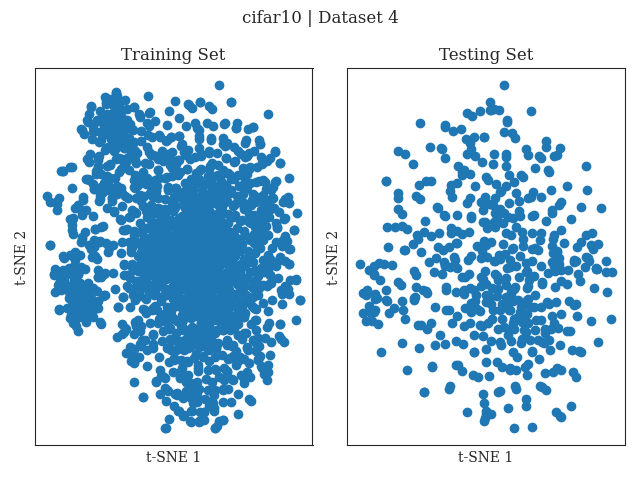 cifar10 | Dataset 4
Training Set
Testing Set
t-SNE 2
t-SNE 2
t-SNE 1
t-SNE 1